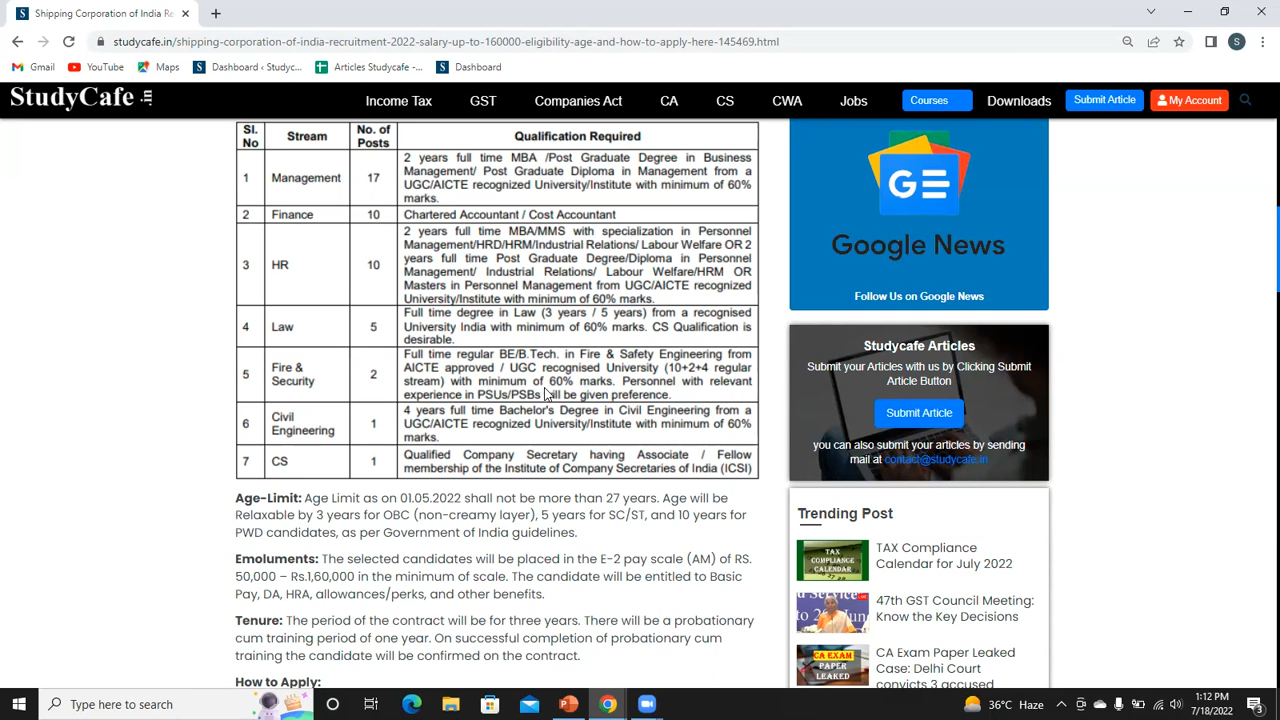 Shipping Corporation of India Re
studycafe.in/shipping-corporation-of-india-recruitment-2022-salary-up-to-160000-eligibility-age-and-how-to-apply-here-145469.html
S
Gmail
YouTube
Maps
Dashboard ‹ Studyc...
Articles Studycafe -...
Dashboard
StudyCafe .in
Income Tax
GST
Companies Act
CA
CS
CWA
Jobs
Courses
Downloads
Submit Article
My Account
Sl. No
Stream
No. of Posts
Qualification Required
1
Management
17
2 years full time MBA /Post Graduate Degree in Business
Management/ Post Graduate Diploma in Management from a
UGC/AICTE recognized University/Institute with minimum of 60%
marks.
2
Finance
10
Chartered Accountant / Cost Accountant
3
HR
10
2 years full time MBA/MMS with specialization in Personnel
Management/HRD/HRM/Industrial Relations/ Labour Welfare OR 2
years full time Post Graduate Degree/Diploma in Personnel
Management/ Industrial Relations/ Labour Welfare/HRM OR
Masters in Personnel Management from UGC/AICTE recognized
University/Institute with minimum of 60% marks.
4
Law
5
Full time degree in Law (3 years / 5 years) from a recognised
University India with minimum of 60% marks. CS Qualification is
desirable.
5
Fire &
Security
2
Full time regular BE/B.Tech. in Fire & Safety Engineering from
AICTE approved / UGC recognised University (10+2+4 regular
stream) with minimum of 60% marks. Personnel with relevant
experience in PSUs/PSBs will be given preference.
6
Civil
Engineering
1
4 years full time Bachelor's Degree in Civil Engineering from a
UGC/AICTE recognized University/Institute with minimum of 60%
marks.
7
CS
1
Qualified Company Secretary having Associate / Fellow
membership of the Institute of Company Secretaries of India (ICSI)
Age-Limit: Age Limit as on 01.05.2022 shall not be more than 27 years. Age will be
Relaxable by 3 years for OBC (non-creamy layer), 5 years for SC/ST, and 10 years for
PWD candidates, as per Government of India guidelines.
Emoluments: The selected candidates will be placed in the E-2 pay scale (AM) of RS.
50,000 – Rs.1,60,000 in the minimum of scale. The candidate will be entitled to Basic
Pay, DA, HRA, allowances/perks, and other benefits.
Tenure: The period of the contract will be for three years. There will be a probationary
cum training period of one year. On successful completion of probationary cum
training the candidate will be confirmed on the contract.
How to Apply:
GE
Google News
Follow Us on Google News
Studycafe Articles
Submit your Articles with us by Clicking Submit
Article Button
Submit Article
you can also submit your articles by sending
mail at contact@studycafe.in
Trending Post
TAX
COMPLIANCE
CALENDAR
TAX Compliance
Calendar for July 2022
47th GST Council Meeting:
Know the Key Decisions
CA EXAM
PAPER
LEAKED
CA Exam Paper Leaked
Case: Delhi Court
convicts 3 accused
Type here to search
36°C Haze
1:12 PM
7/18/2022
3